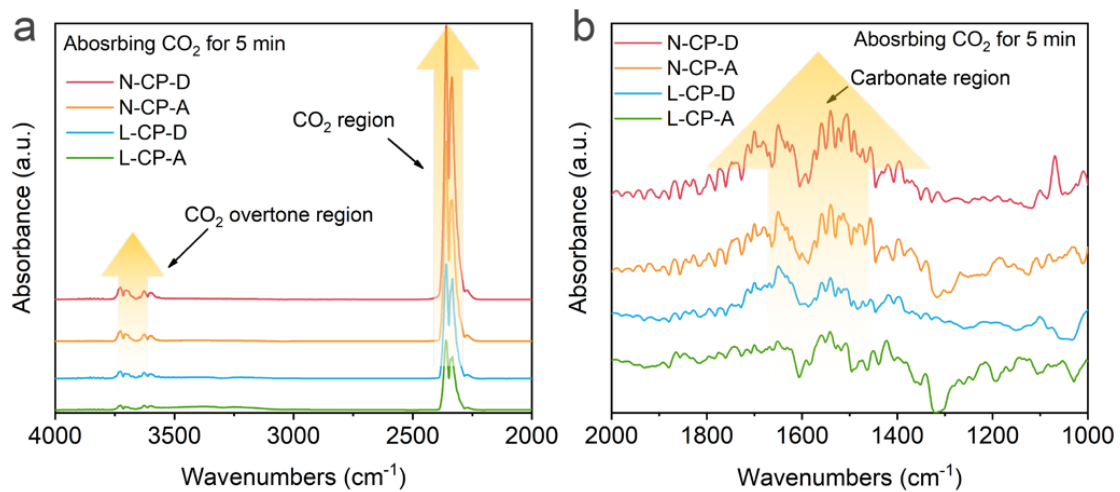 a
Abosrbing CO₂ for 5 min
N-CP-D
N-CP-A
L-CP-D
L-CP-A
CO₂ region
CO₂ overtone region
Absorbance (a.u.)
4000 3500 3000 2500 2000
Wavenumbers (cm⁻¹)
b
N-CP-D
N-CP-A
L-CP-D
L-CP-A
Abosrbing CO₂ for 5 min
Carbonate region
Absorbance (a.u.)
2000 1800 1600 1400 1200 1000
Wavenumbers (cm⁻¹)